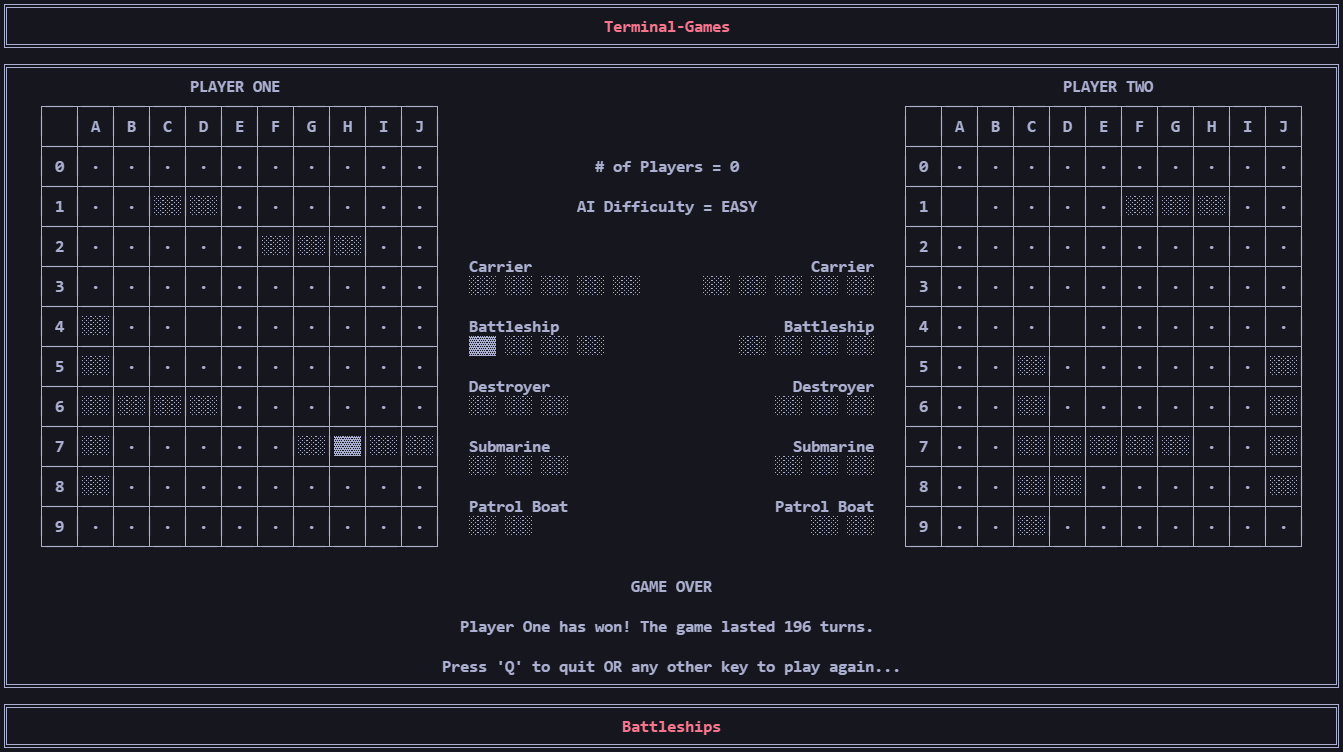 Terminal-Games
PLAYER ONE PLAYER TWO
A B C D E F G H I J A B C D E F G H I J
0 # of Players = 0 0
1 AI Difficulty = EASY 1
2 2
Carrier Carrier
3 3
4 Battleship Battleship 4
5 5
Destroyer Destroyer
6 6
7 Submarine Submarine 7
8 8
Patrol Boat Patrol Boat
9 9
GAME OVER
Player One has won! The game lasted 196 turns.
Press 'Q' to quit OR any other key to play again...
Battleships